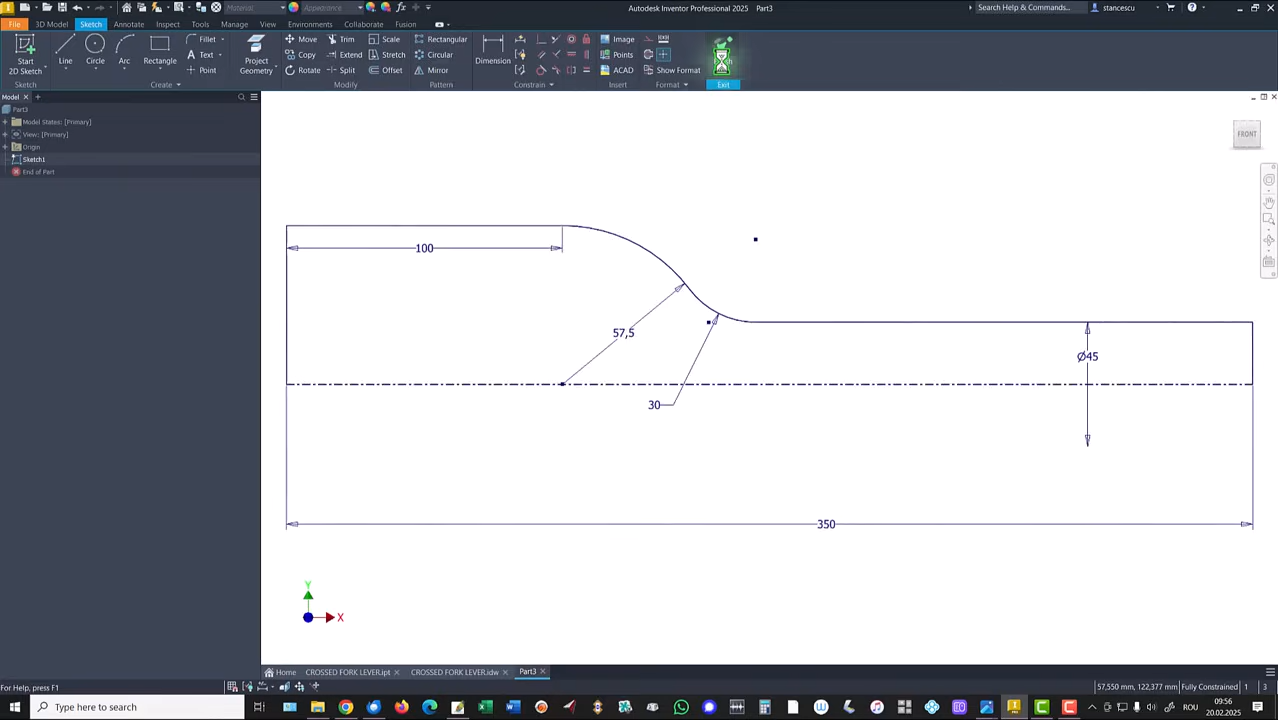 Material
Appearance
Autodesk Inventor Professional 2025 Part3
Search Help & Commands...
stancescu
File 3D Model Sketch Annotate Inspect Tools Manage View Environments Collaborate Fusion
Start
2D Sketch
Line
Circle
Arc
Rectangle
Fillet
Text
Point
Project
Geometry
Move Trim Scale
Copy Extend Stretch
Rotate Split Offset
Rectangular
Circular
Mirror
Dimension
Image
Points
ACAD
Show Format
Sketch Create Modify Pattern Constrain Insert Format Exit
Model
Part3
Model States: [Primary]
View: [Primary]
Origin
Sketch1
End of Part
FRONT
100
57,5
30
Ø45
350
Y
X
Home CROSSED FORK LEVER.ipt CROSSED FORK LEVER.idw Part3
For Help, press F1
57,550 mm, 122,377 mm Fully Constrained 1 3
Type here to search
ROU
09:56
20.02.2025